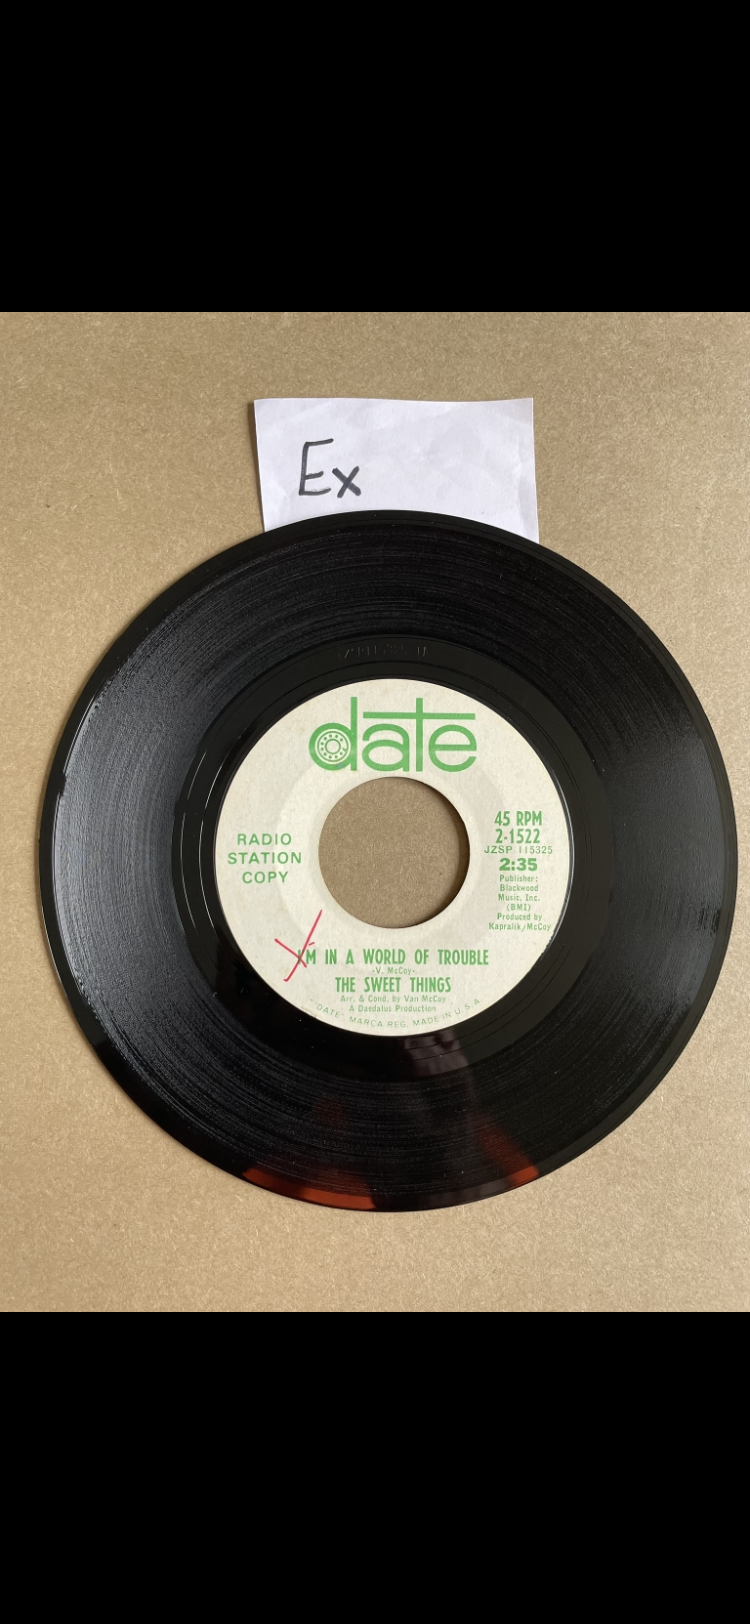 Ex
date
RADIO
STATION
COPY
45 RPM
2-1522
JZSP 115325
2:35
Publisher:
Blackwood
Music, Inc.
(BMI)
Produced by
Kapralik/McCoy
I'M IN A WORLD OF TROUBLE
-V. McCoy-
THE SWEET THINGS
Arr. & Cond. by Van McCoy
A Daedalus Production
"DATE", MARCA REG. MADE IN U.S.A.